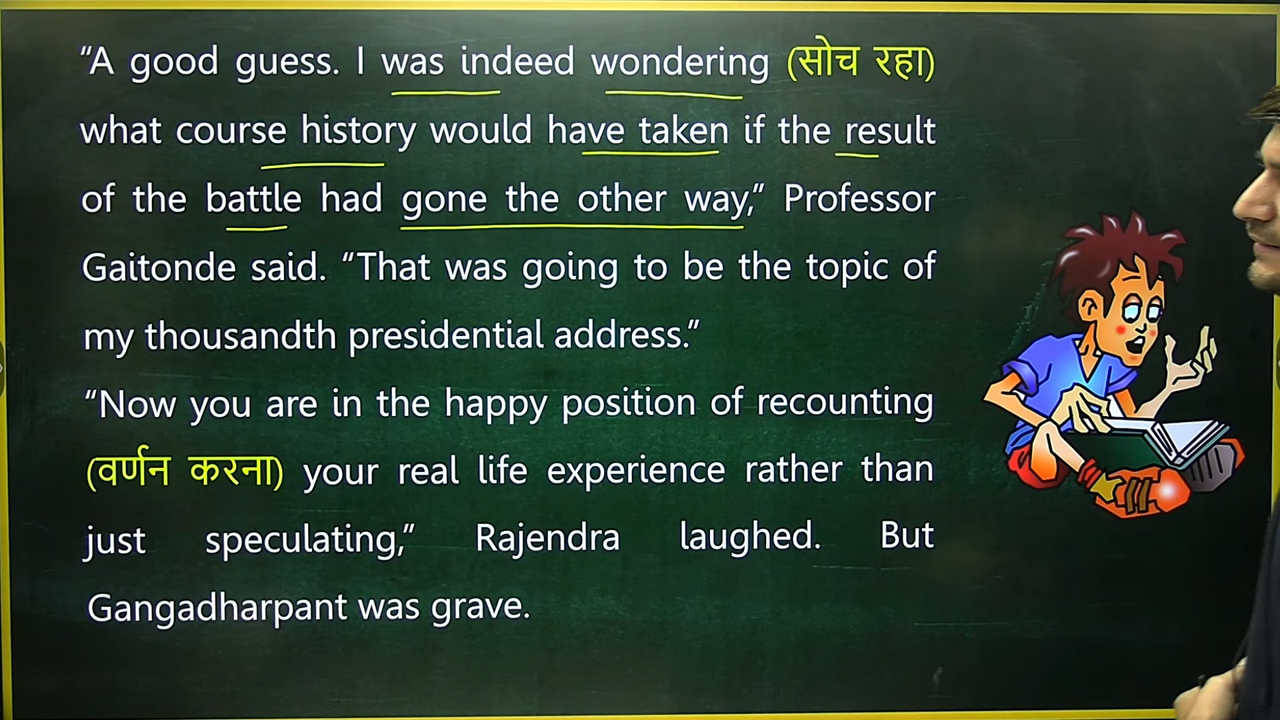 “A good guess. I was indeed wondering (सोच रहा)
what course history would have taken if the result
of the battle had gone the other way,” Professor
Gaitonde said. “That was going to be the topic of
my thousandth presidential address.”
“Now you are in the happy position of recounting
(वर्णन करना) your real life experience rather than
just speculating,” Rajendra laughed. But
Gangadharpant was grave.